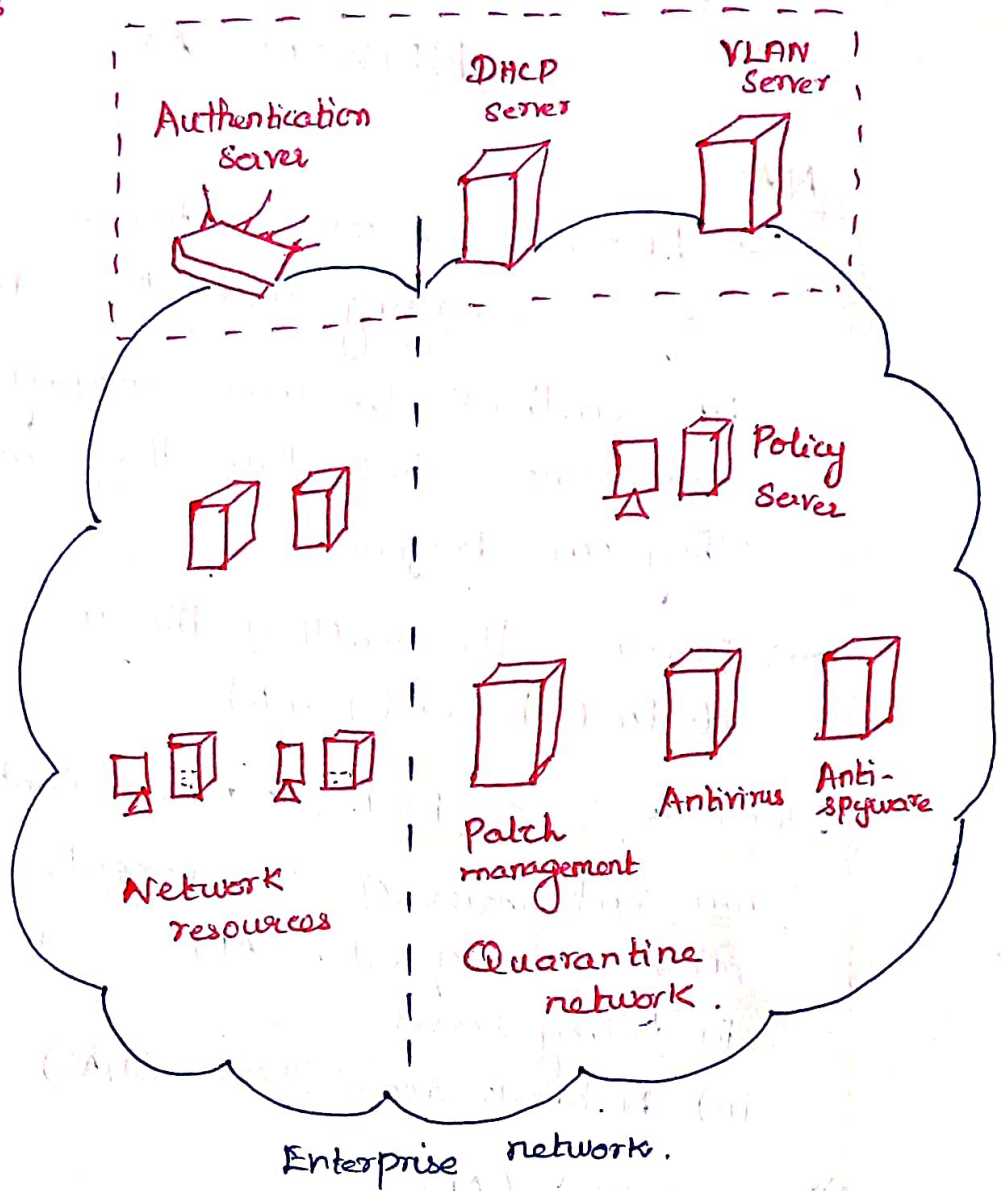 Authentication
server
DHCP
server
VLAN
Server
Policy
Server
Patch
management
Antivirus
Anti-
spyware
Network
resources
Quarantine
network.
Enterprise network.